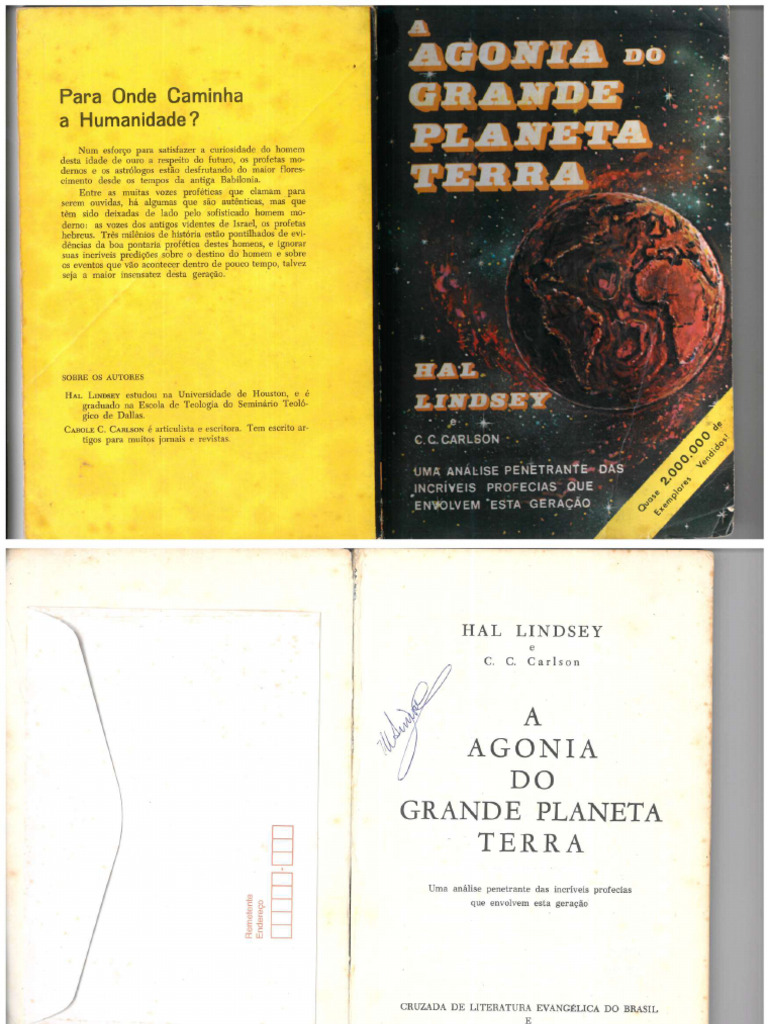 Para Onde Caminha
a Humanidade?
Num esforço para satisfazer a curiosidade do homem
desta idade de ouro a respeito do futuro, os profetas mo-
dernos e os astrólogos estão desfrutando do maior flores-
cimento desde os tempos da antiga Babilonia.
Entre as muitas vozes proféticas que clamam para
serem ouvidas, há algumas que são autênticas, mas que
têm sido deixadas de lado pelo sofisticado homem mo-
derno: as vozes dos antigos videntes de Israel, os profetas
hebreus. Três milênios de história estão pontilhados de evi-
dências da boa pontaria profética destes homens, e ignorar
suas incríveis predições sobre o destino do homem e sobre
os eventos que vão acontecer dentro de pouco tempo, talvez
seja a maior insensatez desta geração.
SOBRE OS AUTORES
HAL LINDSEY estudou na Universidade de Houston, e é
graduado na Escola de Teologia do Seminário Teoló-
gico de Dallas.
CAROLE C. CARLSON é articulista e escritora. Tem escrito ar-
tigos para muitos jornais e revistas.
A
AGONIA DO
GRANDE
PLANETA
TERRA
HAL
LINDSEY
e
C.C. CARLSON
UMA ANÁLISE PENETRANTE DAS
INCRÍVEIS PROFECIAS QUE
ENVOLVEM ESTA GERAÇÃO
Quase 2.000.000 de
Exemplares Vendidos!
Remetente
Endereço
HAL LINDSEY
e
C. C. Carlson
A
AGONIA
DO
GRANDE PLANETA
TERRA
Uma análise penetrante das incríveis profecias
que envolvem esta geração
CRUZADA DE LITERATURA EVANGÉLICA DO BRASIL
E